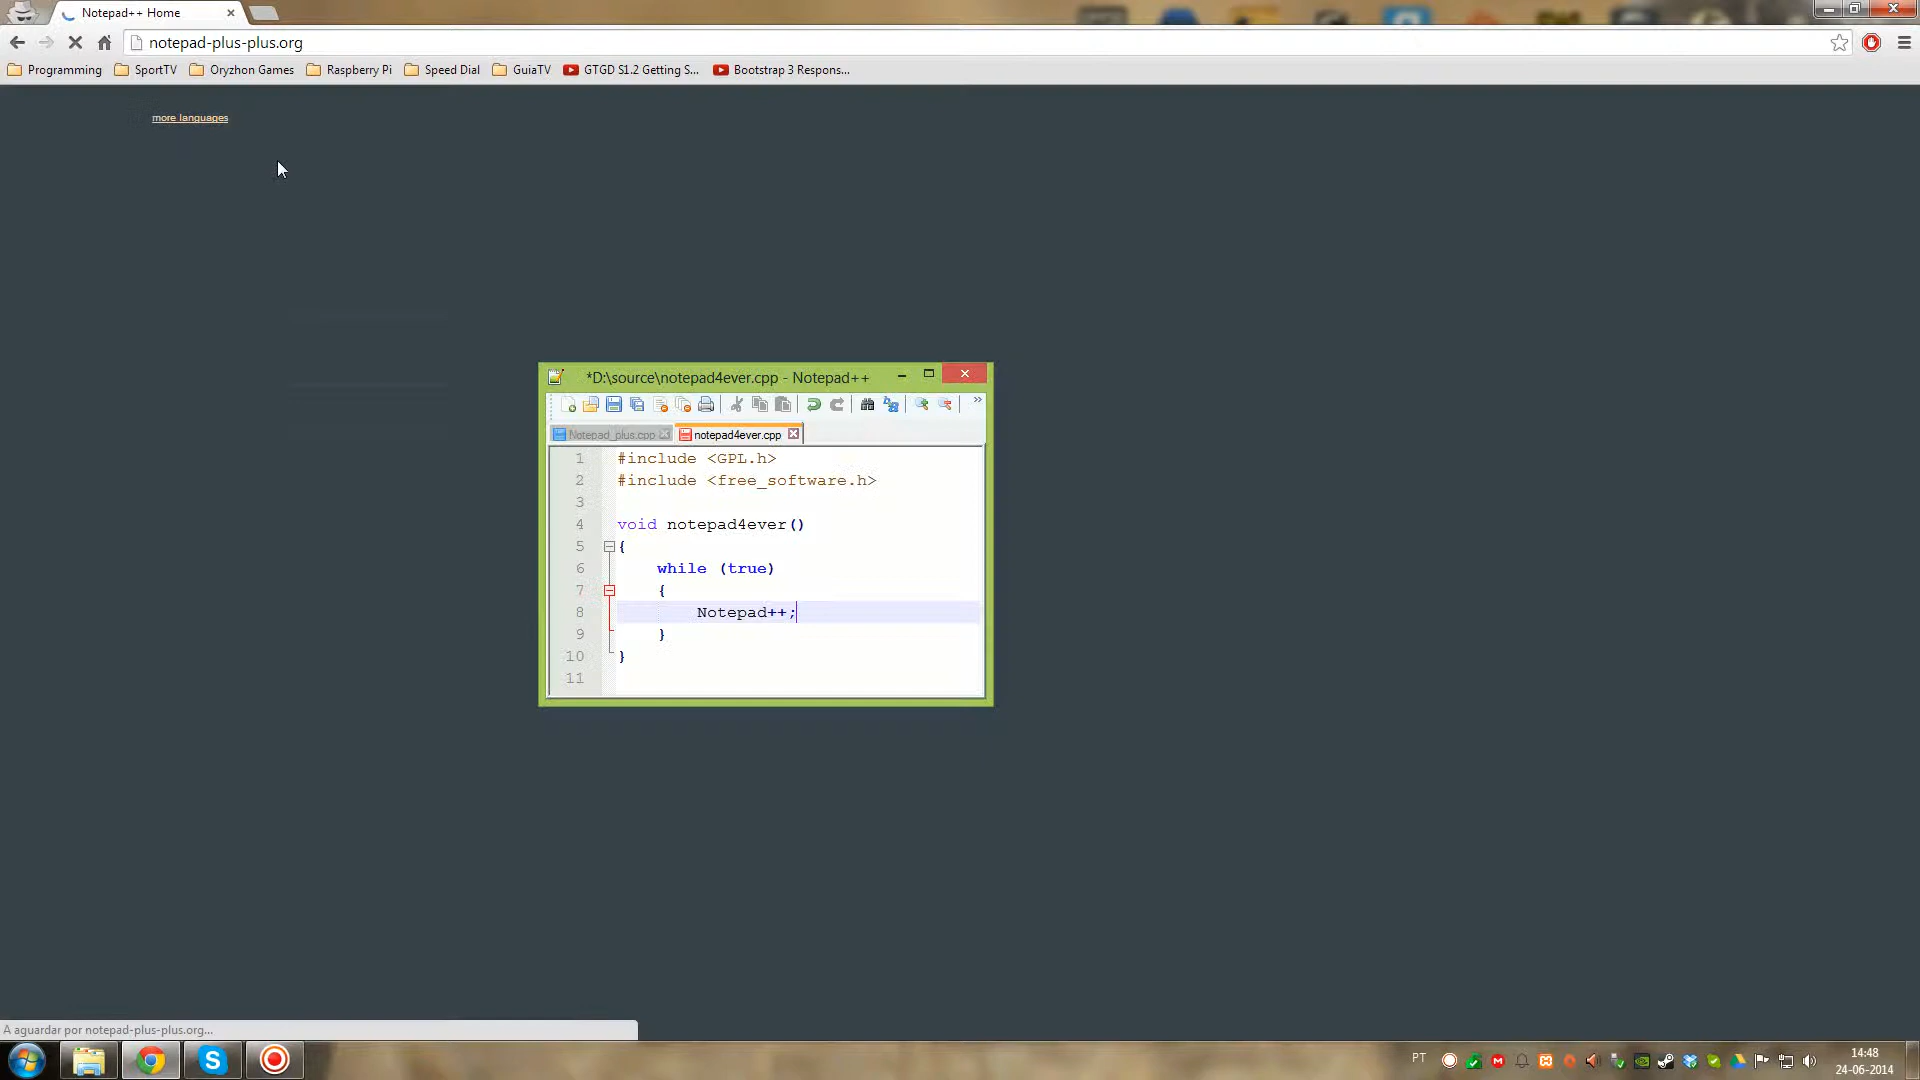 Notepad++ Home
notepad-plus-plus.org
Programming SportTV Oryzhon Games Raspberry Pi Speed Dial GuiaTV GTGD S1.2 Getting S... Bootstrap 3 Respons...
more languages
*D:\source\notepad4ever.cpp - Notepad++
Notepad_plus.cpp notepad4ever.cpp
1 #include <GPL.h>
2 #include <free_software.h>
3
4 void notepad4ever()
5 {
6 while (true)
7 {
8 Notepad++;
9 }
10 }
11
A aguardar por notepad-plus-plus.org...
PT
14:48
24-06-2014